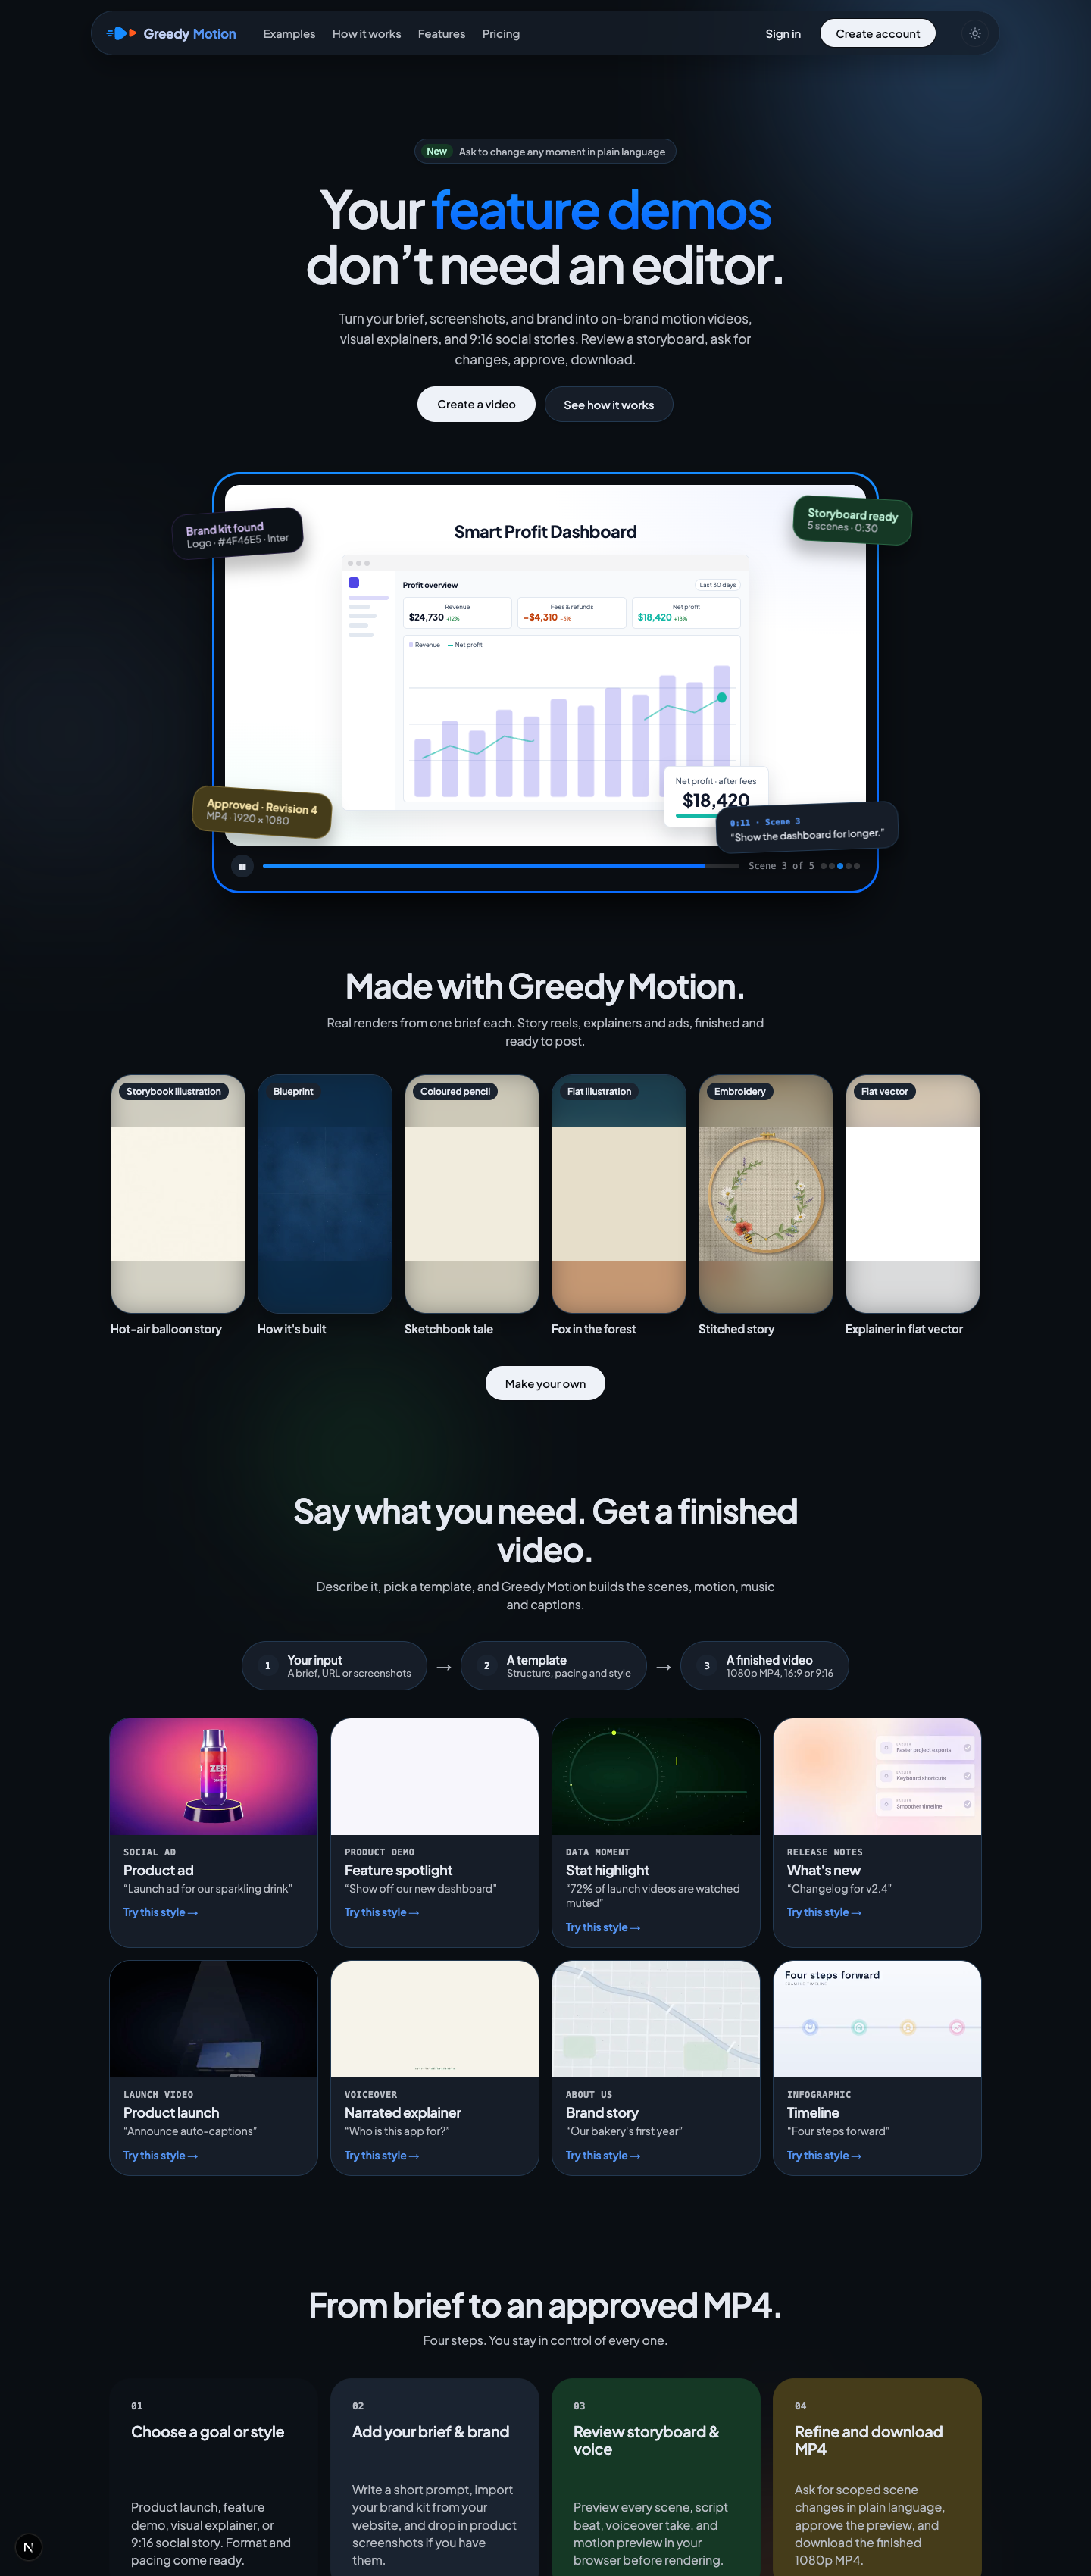 Greedy Motion
Examples
How it works
Features
Pricing
Sign in
Create account
New Ask to change any moment in plain language
Your feature demos
don’t need an editor.
Turn your brief, screenshots, and brand into on-brand motion videos,
visual explainers, and 9:16 social stories. Review a storyboard, ask for
changes, approve, download.
Create a video
See how it works
Brand kit found
Logo · #4F46E5 · Inter
Storyboard ready
5 scenes · 0:30
Smart Profit Dashboard
Profit overview
Last 30 days
Revenue
$24,730 +12%
Fees & refunds
-$4,310 -3%
Net profit
$18,420 +18%
Revenue
Net profit
Net profit · after fees
$18,420
Approved · Revision 4
MP4 · 1920 × 1080
0:11 · Scene 3
“Show the dashboard for longer.”
Scene 3 of 5
Made with Greedy Motion.
Real renders from one brief each. Story reels, explainers and ads, finished and
ready to post.
Storybook illustration
Blueprint
Coloured pencil
Flat illustration
Embroidery
Flat vector
Hot-air balloon story
How it's built
Sketchbook tale
Fox in the forest
Stitched story
Explainer in flat vector
Make your own
Say what you need. Get a finished
video.
Describe it, pick a template, and Greedy Motion builds the scenes, motion, music
and captions.
1
Your input
A brief, URL or screenshots
→
2
A template
Structure, pacing and style
→
3
A finished video
1080p MP4, 16:9 or 9:16
ZEST
Faster project exports
Keyboard shortcuts
Smoother timeline
SOCIAL AD
Product ad
“Launch ad for our sparkling drink”
Try this style →
PRODUCT DEMO
Feature spotlight
“Show off our new dashboard”
Try this style →
DATA MOMENT
Stat highlight
“72% of launch videos are watched
muted”
Try this style →
RELEASE NOTES
What's new
“Changelog for v2.4”
Try this style →
Four steps forward
LAUNCH VIDEO
Product launch
“Announce auto-captions”
Try this style →
VOICEOVER
Narrated explainer
“Who is this app for?”
Try this style →
ABOUT US
Brand story
“Our bakery's first year”
Try this style →
INFOGRAPHIC
Timeline
“Four steps forward”
Try this style →
From brief to an approved MP4.
Four steps. You stay in control of every one.
01
Choose a goal or style
Product launch, feature
demo, visual explainer, or
9:16 social story. Format and
pacing come ready.
02
Add your brief & brand
Write a short prompt, import
your brand kit from your
website, and drop in product
screenshots if you have
them.
03
Review storyboard &
voice
Preview every scene, script
beat, voiceover take, and
motion preview in your
browser before rendering.
04
Refine and download
MP4
Ask for scoped scene
changes in plain language,
approve the preview, and
download the finished
1080p MP4.
N